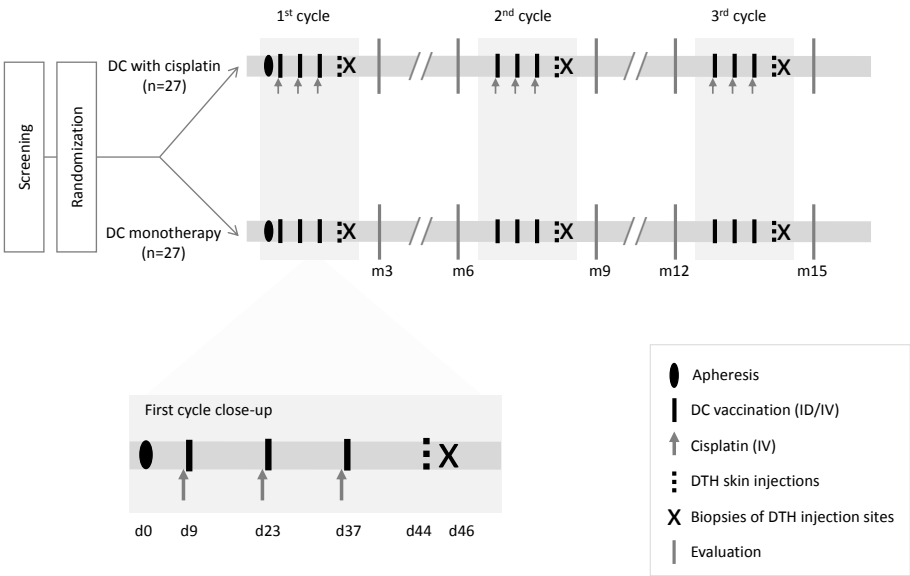 1st cycle
2nd cycle
3rd cycle
Screening
Randomization
DC with cisplatin
(n=27)
DC monotherapy
(n=27)
m3
m6
m9
m12
m15
First cycle close-up
d0
d9
d23
d37
d44
d46
Apheresis
DC vaccination (ID/IV)
Cisplatin (IV)
DTH skin injections
X Biopsies of DTH injection sites
Evaluation